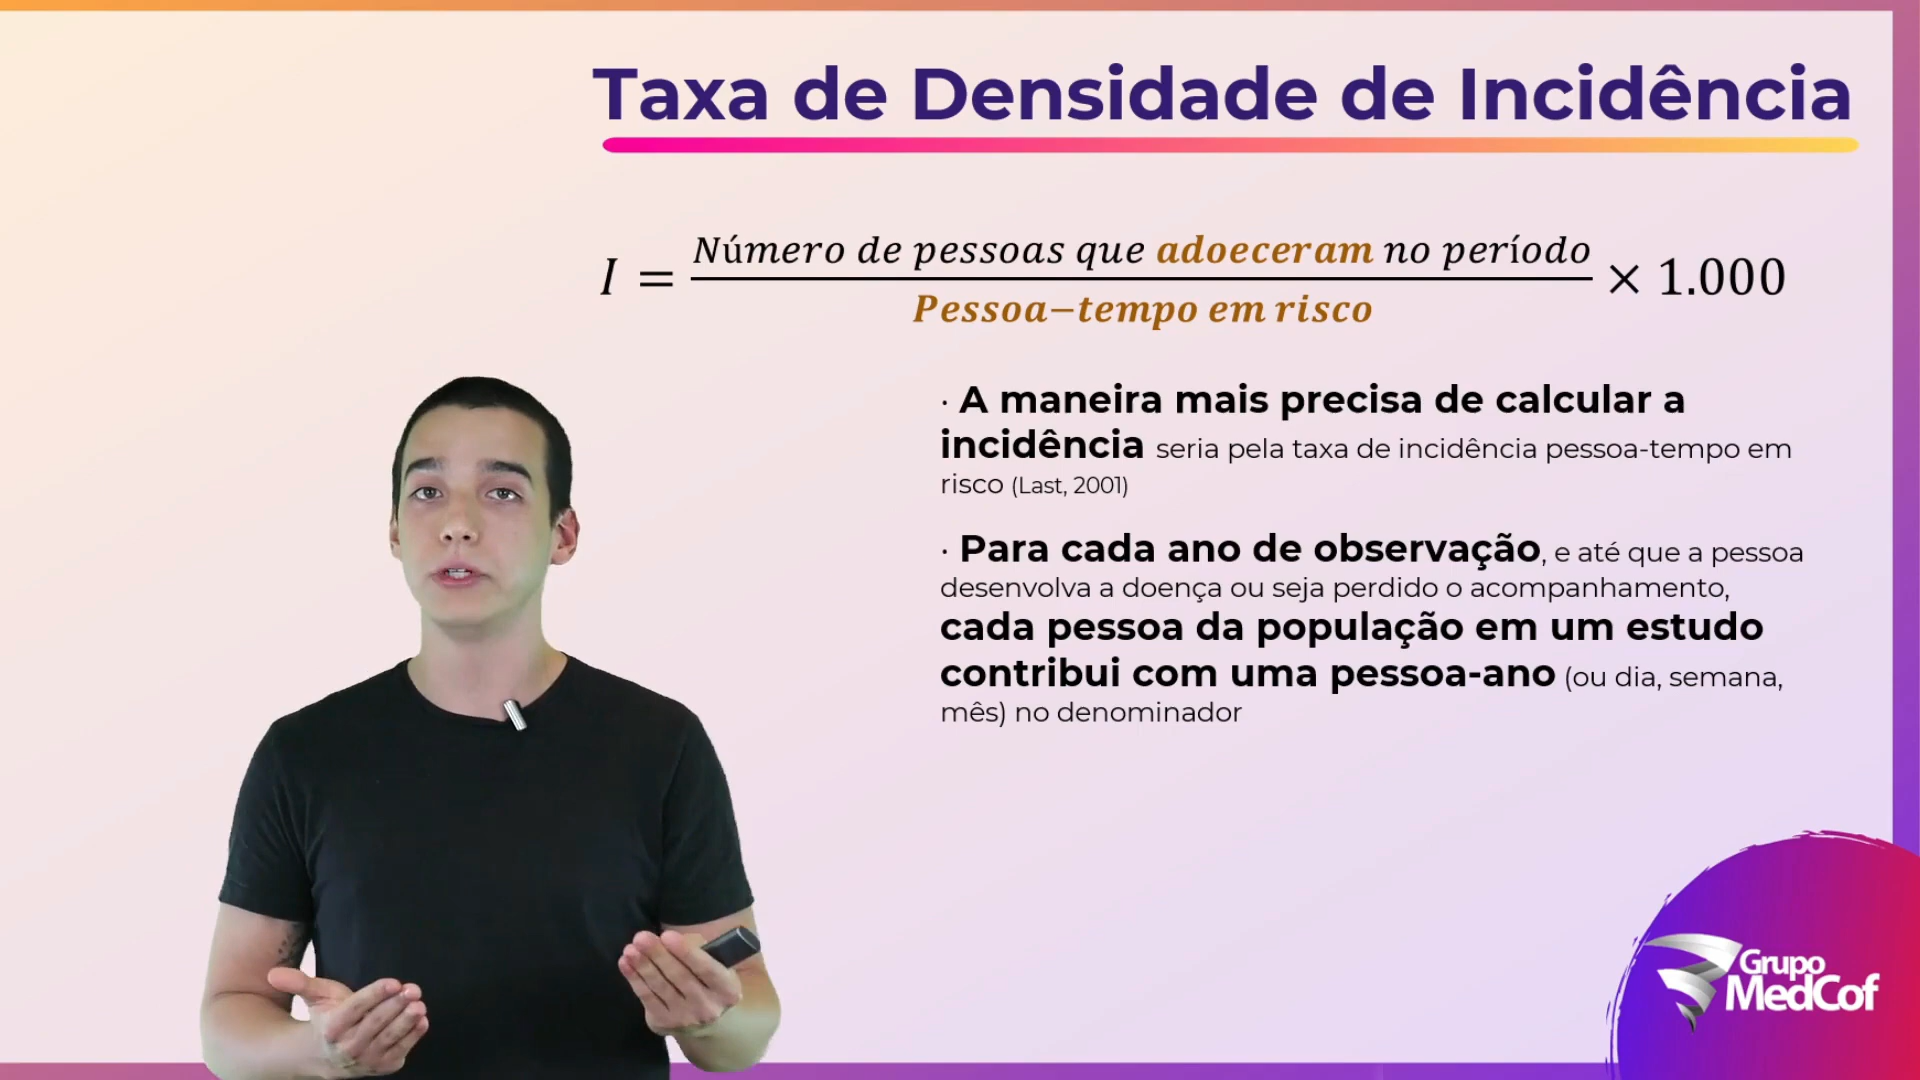 Taxa de Densidade de Incidência
I = Número de pessoas que adoeceram no período / Pessoa−tempo em risco × 1.000
· A maneira mais precisa de calcular a
incidência seria pela taxa de incidência pessoa-tempo em
risco (Last, 2001)
· Para cada ano de observação, e até que a pessoa
desenvolva a doença ou seja perdido o acompanhamento,
cada pessoa da população em um estudo
contribui com uma pessoa-ano (ou dia, semana,
mês) no denominador
Grupo
MedCof